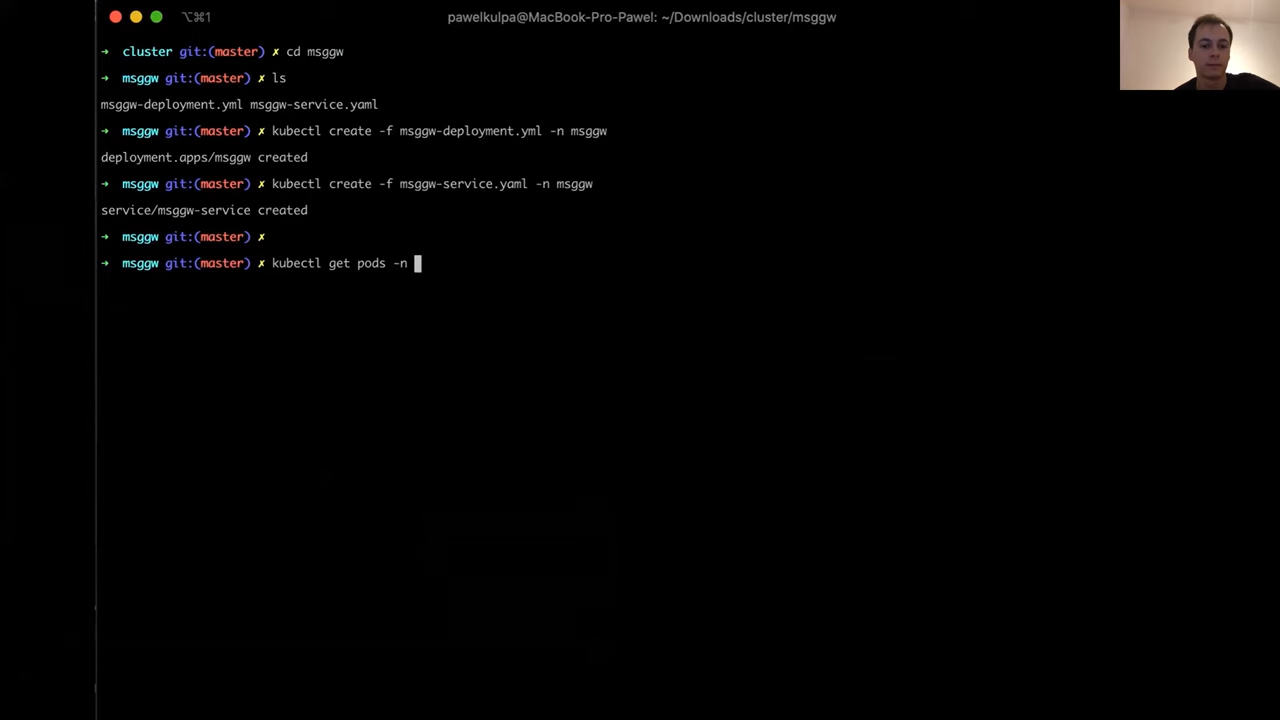 ⌥⌘1 pawelkulpa@MacBook-Pro-Pawel: ~/Downloads/cluster/msggw
➜ cluster git:(master) ✗ cd msggw
➜ msggw git:(master) ✗ ls
msggw-deployment.yml msggw-service.yaml
➜ msggw git:(master) ✗ kubectl create -f msggw-deployment.yml -n msggw
deployment.apps/msggw created
➜ msggw git:(master) ✗ kubectl create -f msggw-service.yaml -n msggw
service/msggw-service created
➜ msggw git:(master) ✗
➜ msggw git:(master) ✗ kubectl get pods -n